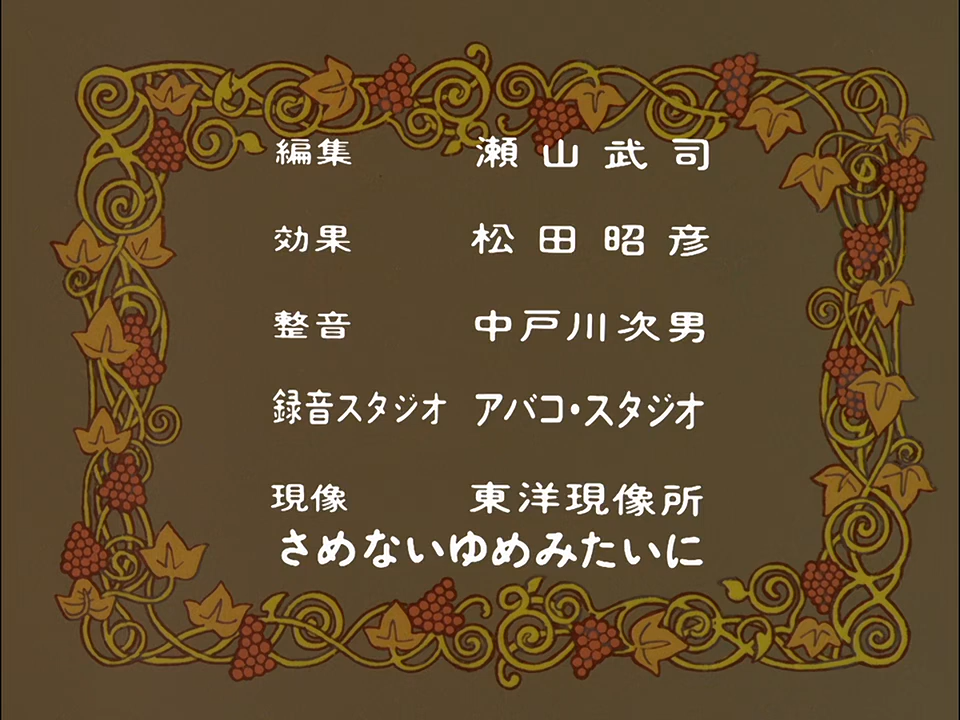 編集 瀬山武司
効果 松田昭彦
整音 中戸川次男
録音スタジオ アバコ・スタジオ
現像 東洋現像所
さめないゆめみたいに